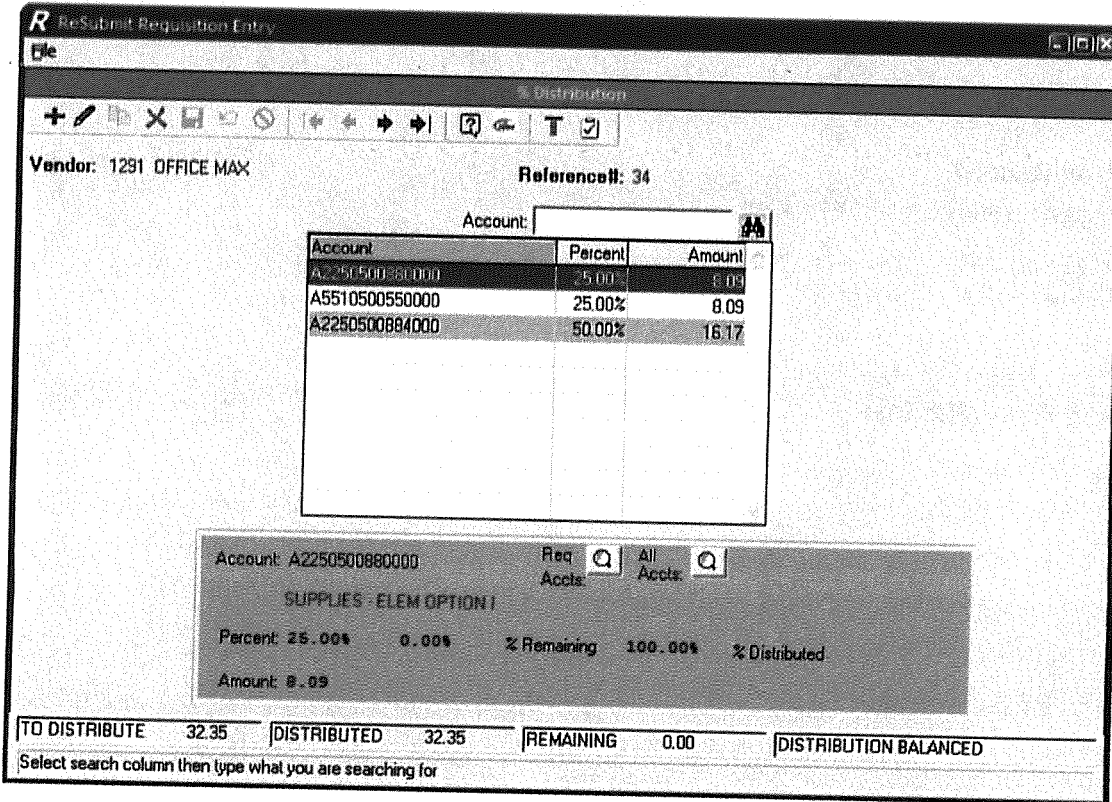 R ReSubmit Requisition Entry
File
% Distribution
Vendor: 1291 OFFICE MAX
Reference#: 34
Account:
Account Percent Amount
A2250500880000 25.00% 8.09
A5510500550000 25.00% 8.09
A2250500884000 50.00% 16.17
Account: A2250500880000 Req Accts: All Accts:
SUPPLIES - ELEM OPTION I
Percent: 25.00% 0.00% % Remaining 100.00% % Distributed
Amount: 8.09
TO DISTRIBUTE 32.35 DISTRIBUTED 32.35 REMAINING 0.00 DISTRIBUTION BALANCED
Select search column then type what you are searching for